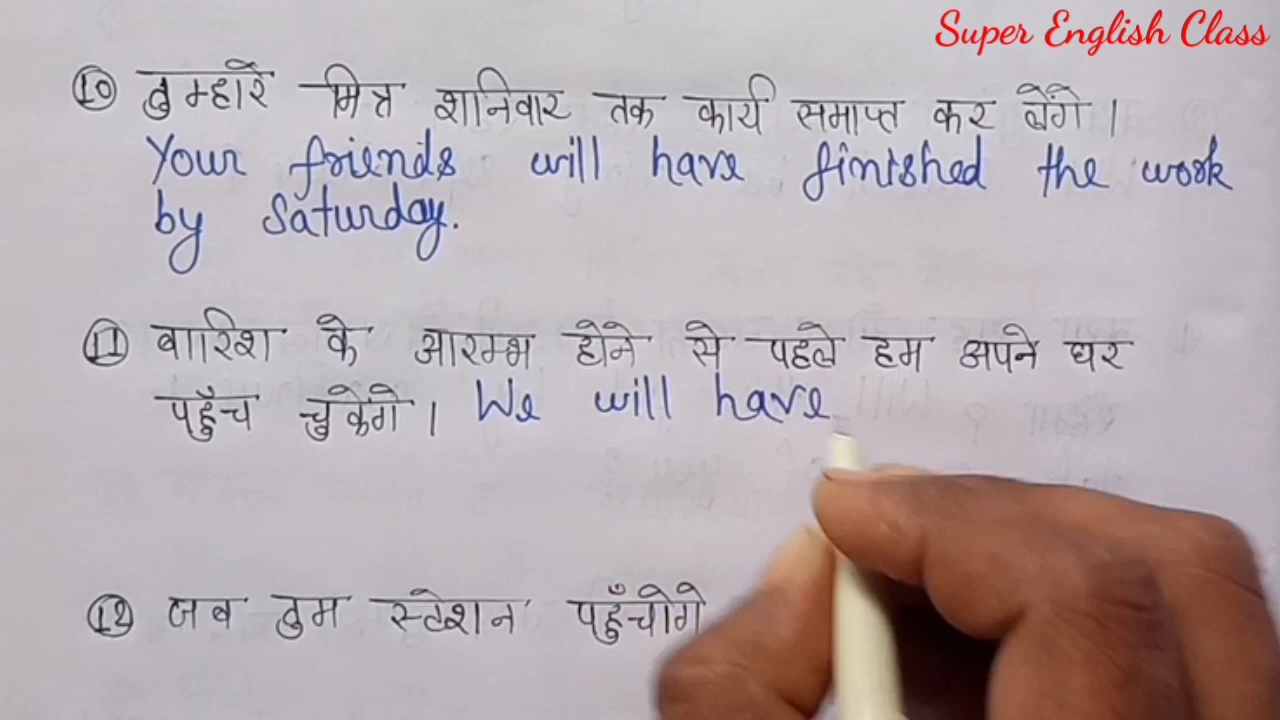 Super English Class
10 तुम्हारे मित्र शनिवार तक कार्य समाप्त कर लेंगे।
Your friends will have finished the work
by Saturday.
11 बारिश के आरम्भ होने से पहले हम अपने घर
पहुँच चुकेंगे। We will have
12 जब तुम स्टेशन पहुँचोगे